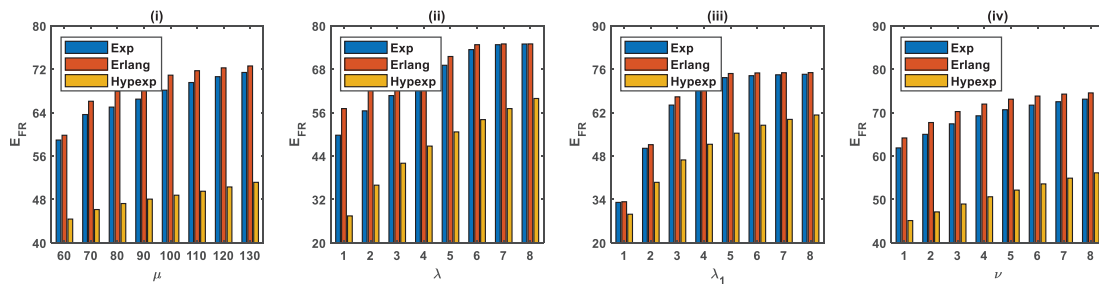 (i)
80
72
64
56
48
40
E_FR
Exp
Erlang
Hypexp
60 70 80 90 100 110 120 130
μ
(ii)
80
68
56
44
32
20
E_FR
Exp
Erlang
Hypexp
1 2 3 4 5 6 7 8
λ
(iii)
90
76
62
48
34
20
E_FR
Exp
Erlang
Hypexp
1 2 3 4 5 6 7 8
λ_1
(iv)
90
80
70
60
50
40
E_FR
Exp
Erlang
Hypexp
1 2 3 4 5 6 7 8
ν